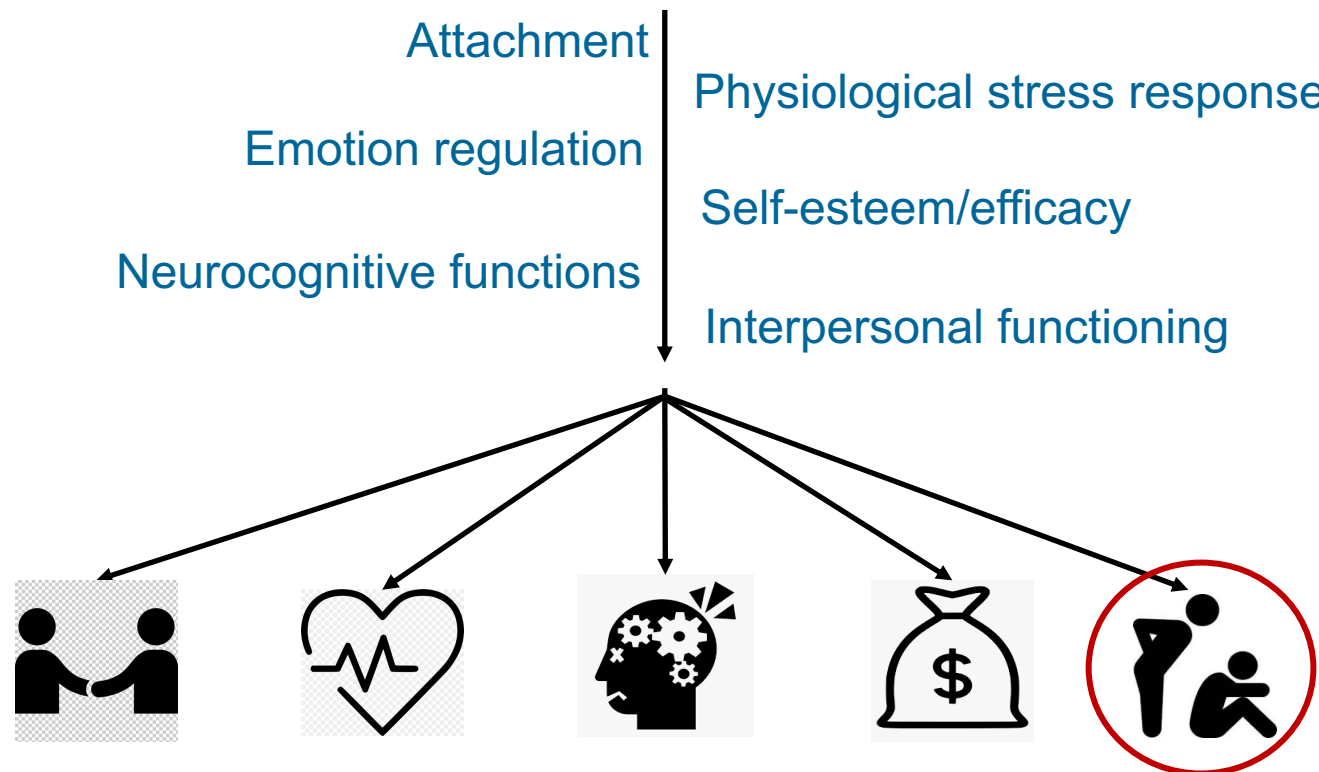 Attachment
Physiological stress response
Emotion regulation
Self-esteem/efficacy
Neurocognitive functions
Interpersonal functioning
$